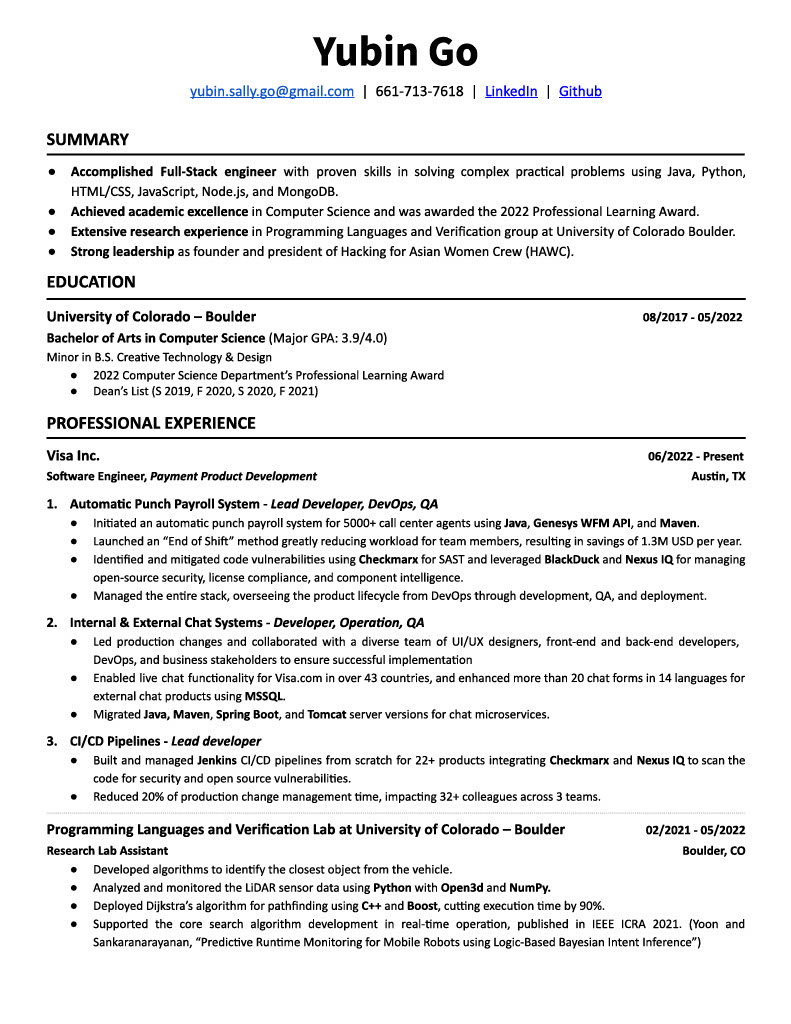 Yubin Go
yubin.sally.go@gmail.com | 661-713-7618 | LinkedIn | Github
SUMMARY
● Accomplished Full-Stack engineer with proven skills in solving complex practical problems using Java, Python,
HTML/CSS, JavaScript, Node.js, and MongoDB.
● Achieved academic excellence in Computer Science and was awarded the 2022 Professional Learning Award.
● Extensive research experience in Programming Languages and Verification group at University of Colorado Boulder.
● Strong leadership as founder and president of Hacking for Asian Women Crew (HAWC).
EDUCATION
University of Colorado – Boulder 08/2017 - 05/2022
Bachelor of Arts in Computer Science (Major GPA: 3.9/4.0)
Minor in B.S. Creative Technology & Design
● 2022 Computer Science Department's Professional Learning Award
● Dean's List (S 2019, F 2020, S 2020, F 2021)
PROFESSIONAL EXPERIENCE
Visa Inc. 06/2022 - Present
Software Engineer, Payment Product Development Austin, TX
1. Automatic Punch Payroll System - Lead Developer, DevOps, QA
● Initiated an automatic punch payroll system for 5000+ call center agents using Java, Genesys WFM API, and Maven.
● Launched an “End of Shift” method greatly reducing workload for team members, resulting in savings of 1.3M USD per year.
● Identified and mitigated code vulnerabilities using Checkmarx for SAST and leveraged BlackDuck and Nexus IQ for managing
open-source security, license compliance, and component intelligence.
● Managed the entire stack, overseeing the product lifecycle from DevOps through development, QA, and deployment.
2. Internal & External Chat Systems - Developer, Operation, QA
● Led production changes and collaborated with a diverse team of UI/UX designers, front-end and back-end developers,
DevOps, and business stakeholders to ensure successful implementation
● Enabled live chat functionality for Visa.com in over 43 countries, and enhanced more than 20 chat forms in 14 languages for
external chat products using MSSQL.
● Migrated Java, Maven, Spring Boot, and Tomcat server versions for chat microservices.
3. CI/CD Pipelines - Lead developer
● Built and managed Jenkins CI/CD pipelines from scratch for 22+ products integrating Checkmarx and Nexus IQ to scan the
code for security and open source vulnerabilities.
● Reduced 20% of production change management time, impacting 32+ colleagues across 3 teams.
Programming Languages and Verification Lab at University of Colorado – Boulder 02/2021 - 05/2022
Research Lab Assistant Boulder, CO
● Developed algorithms to identify the closest object from the vehicle.
● Analyzed and monitored the LiDAR sensor data using Python with Open3d and NumPy.
● Deployed Dijkstra's algorithm for pathfinding using C++ and Boost, cutting execution time by 90%.
● Supported the core search algorithm development in real-time operation, published in IEEE ICRA 2021. (Yoon and
Sankaranarayanan, “Predictive Runtime Monitoring for Mobile Robots using Logic-Based Bayesian Intent Inference”)